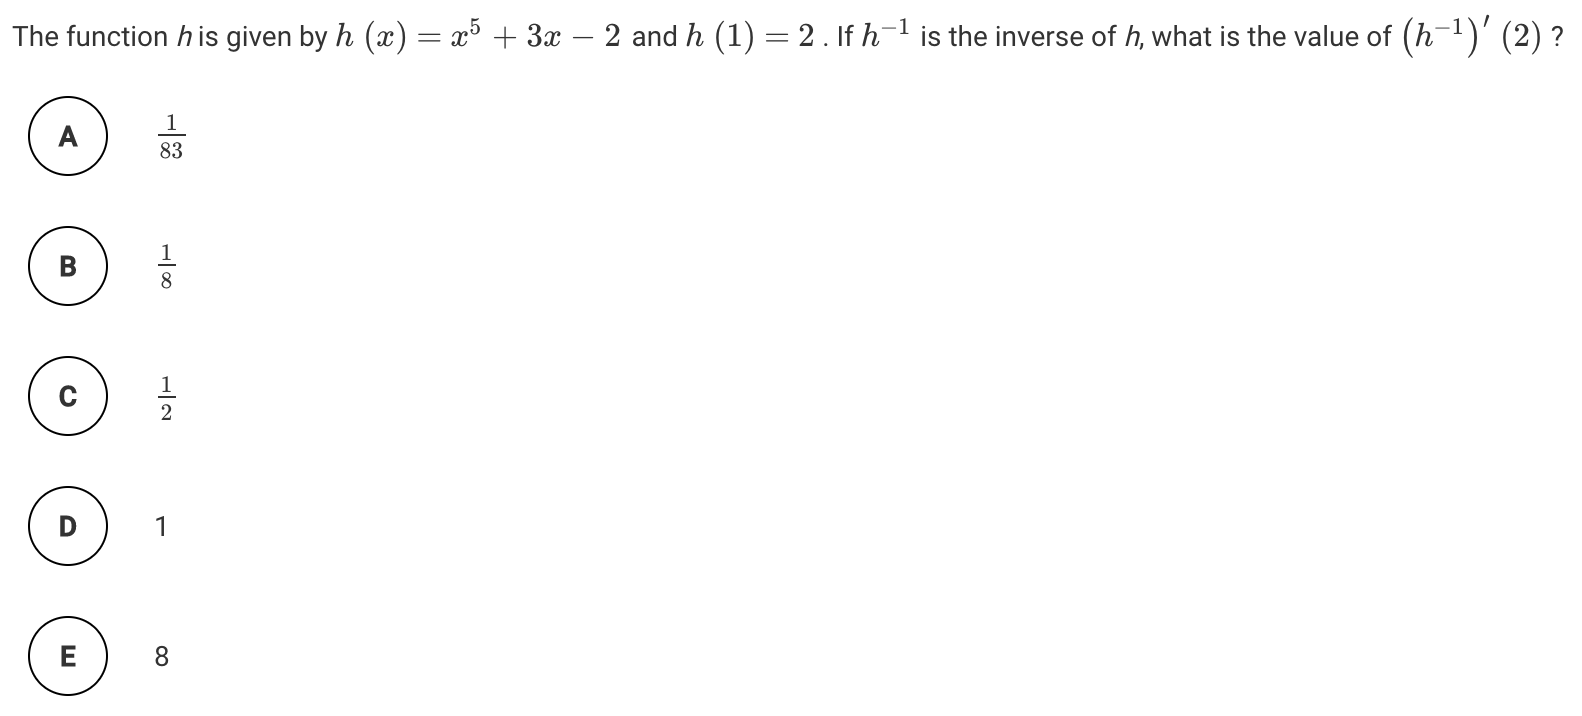 The function h is given by h (x) = x⁵ + 3x − 2 and h (1) = 2 . If h⁻¹ is the inverse of h, what is the value of (h⁻¹)′ (2) ?
A 1/83
B 1/8
C 1/2
D 1
E 8